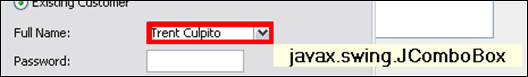 Existing Customer
Full Name: Trent Culpito
javax.swing.JComboBox
Password: